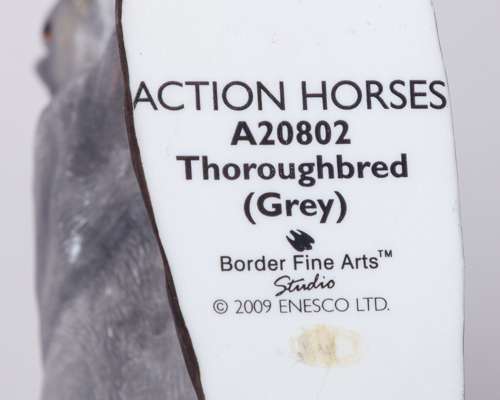 ACTION HORSES
A20802
Thoroughbred
(Grey)
Border Fine Arts™
Studio
© 2009 ENESCO LTD.